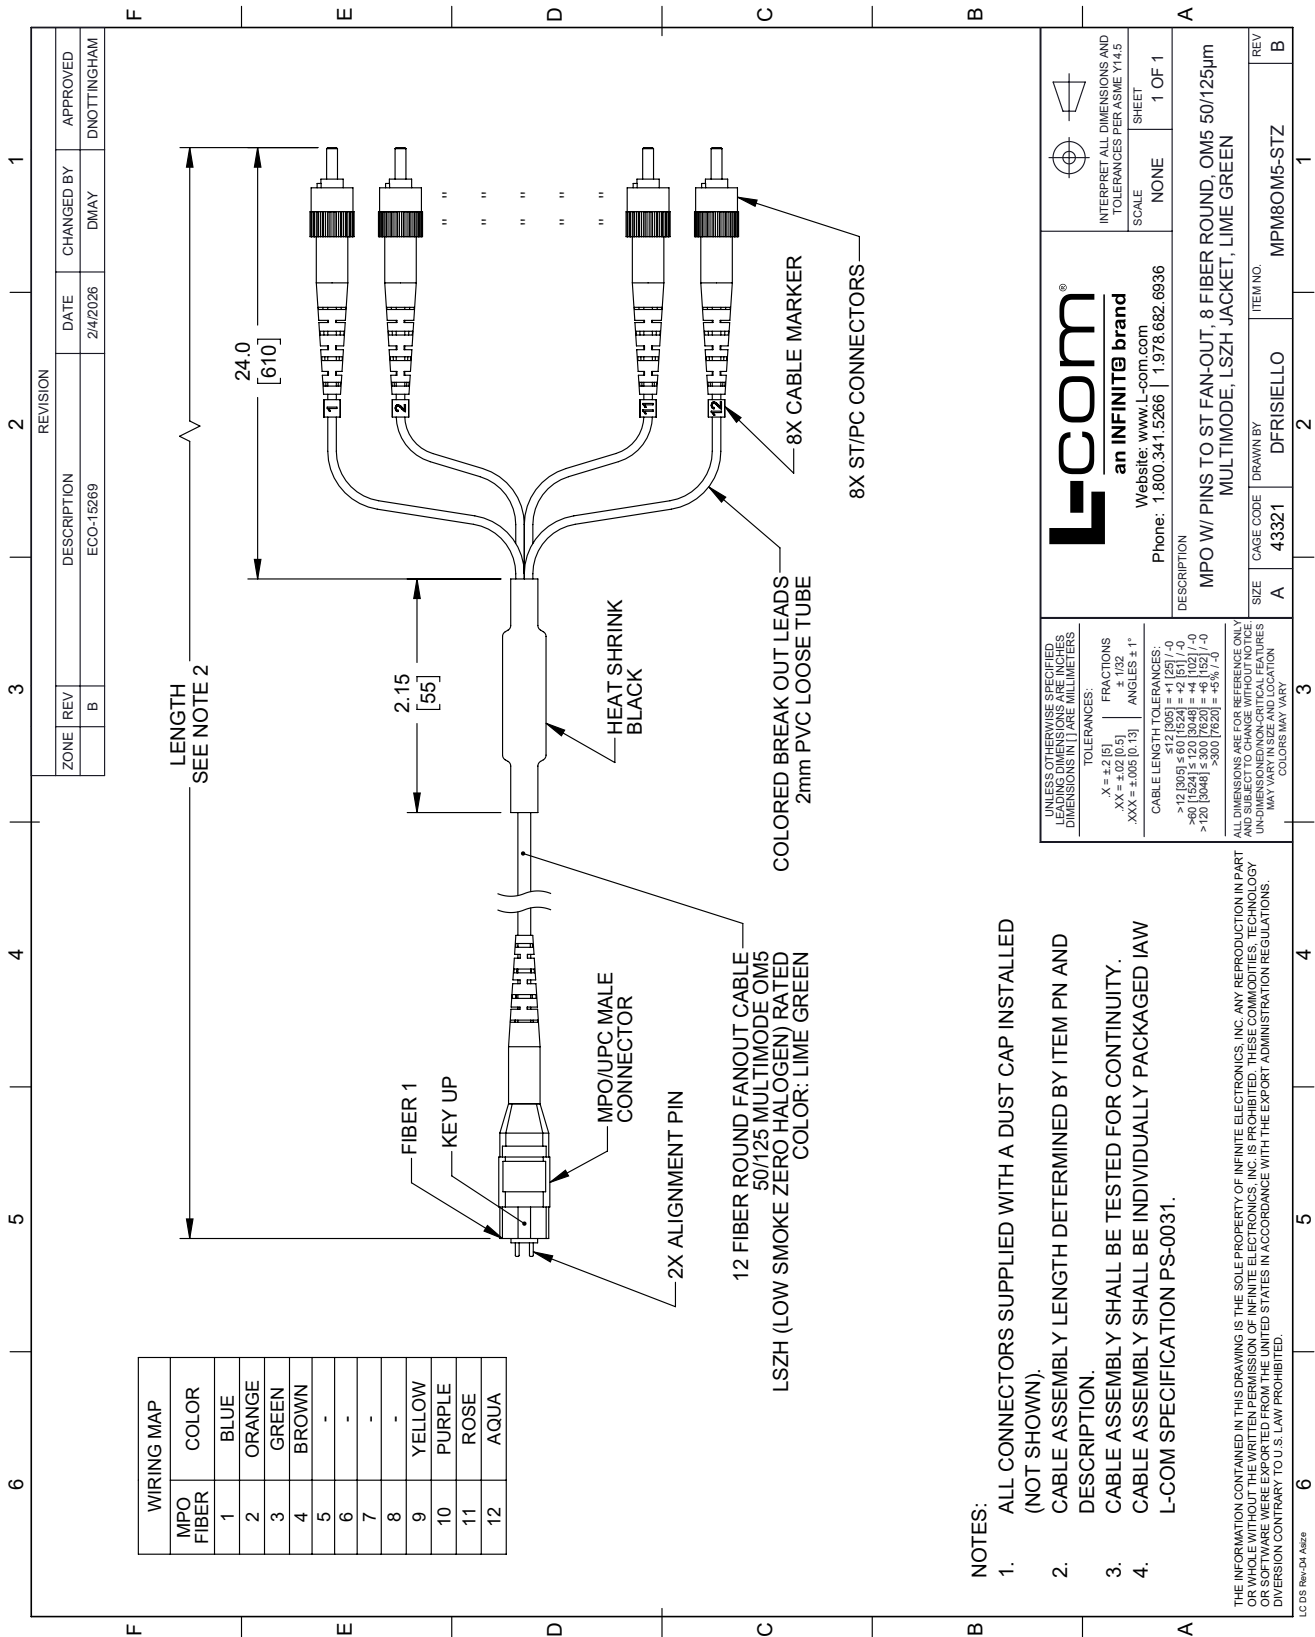 REVISION
ZONE REV DESCRIPTION DATE CHANGED BY APPROVED
B ECO-15269 2/4/2026 DMAY DNOTTINGHAM
6 5 4 3 2 1
F F
E E
D D
C C
B B
A A
WIRING MAP
MPO FIBER COLOR
1 BLUE
2 ORANGE
3 GREEN
4 BROWN
5 -
6 -
7 -
8 -
9 YELLOW
10 PURPLE
11 ROSE
12 AQUA
LENGTH
SEE NOTE 2
24.0
[610]
2.15
[55]
FIBER 1
KEY UP
MPO/UPC MALE
CONNECTOR
2X ALIGNMENT PIN
12 FIBER ROUND FANOUT CABLE
50/125 MULTIMODE OM5
LSZH (LOW SMOKE ZERO HALOGEN) RATED
COLOR: LIME GREEN
HEAT SHRINK
BLACK
COLORED BREAK OUT LEADS
2mm PVC LOOSE TUBE
1
2
" "
" "
" "
" "
" "
11
12
8X CABLE MARKER
8X ST/PC CONNECTORS
NOTES:
1. ALL CONNECTORS SUPPLIED WITH A DUST CAP INSTALLED
(NOT SHOWN).
2. CABLE ASSEMBLY LENGTH DETERMINED BY ITEM PN AND
DESCRIPTION.
3. CABLE ASSEMBLY SHALL BE TESTED FOR CONTINUITY.
4. CABLE ASSEMBLY SHALL BE INDIVIDUALLY PACKAGED IAW
L-COM SPECIFICATION PS-0031.
THE INFORMATION CONTAINED IN THIS DRAWING IS THE SOLE PROPERTY OF INFINITE ELECTRONICS, INC. ANY REPRODUCTION IN PART
OR WHOLE WITHOUT THE WRITTEN PERMISSION OF INFINITE ELECTRONICS, INC. IS PROHIBITED. THESE COMMODITIES, TECHNOLOGY
OR SOFTWARE WERE EXPORTED FROM THE UNITED STATES IN ACCORDANCE WITH THE EXPORT ADMINISTRATION REGULATIONS.
DIVERSION CONTRARY TO U.S. LAW PROHIBITED.
UNLESS OTHERWISE SPECIFIED
LEADING DIMENSIONS ARE INCHES
DIMENSIONS IN [ ] ARE MILLIMETERS
TOLERANCES:
.X = ±.2 [5] FRACTIONS
.XX = ±.02 [0.5] ± 1/32
.XXX = ±.005 [0.13] ANGLES ± 1°
CABLE LENGTH TOLERANCES:
≤12 [305] = +1 [25] / -0
>12 [305] ≤ 60 [1524] = +2 [51] / -0
>60 [1524] ≤ 120 [3048] = +4 [102] / -0
>120 [3048] ≤ 300 [7620] = +6 [152] / -0
>300 [7620] = +5% / -0
ALL DIMENSIONS ARE FOR REFERENCE ONLY
AND SUBJECT TO CHANGE WITHOUT NOTICE.
UN-DIMENSIONED/NON-CRITICAL FEATURES
MAY VARY IN SIZE AND LOCATION
COLORS MAY VARY
L-com®
an INFINIT@ brand
Website: www.L-com.com
Phone: 1.800.341.5266 | 1.978.682.6936
INTERPRET ALL DIMENSIONS AND
TOLERANCES PER ASME Y14.5
SCALE SHEET
NONE 1 OF 1
DESCRIPTION
MPO W/ PINS TO ST FAN-OUT, 8 FIBER ROUND, OM5 50/125µm
MULTIMODE, LSZH JACKET, LIME GREEN
SIZE CAGE CODE DRAWN BY ITEM NO. REV
A 43321 DFRISIELLO MPM8OM5-STZ B
6 5 4 3 2 1
LC DS Rev-D4 Asize